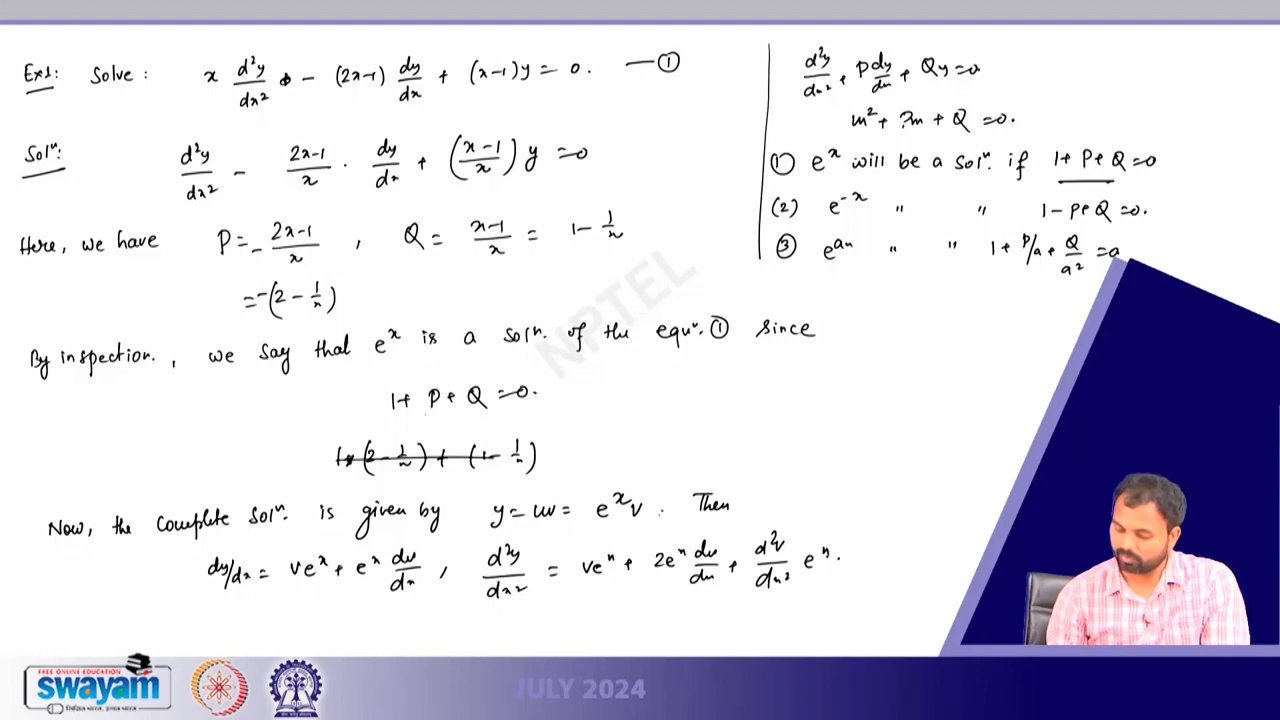 Ex1: Solve: x d²y/dx² - (2x-1) dy/dx + (x-1)y = 0. —①
Solⁿ: d²y/dx² - 2x-1/x · dy/dx + (x-1/x) y = 0
Here, we have P = - 2x-1/x , Q = x-1/x = 1 - 1/x
= -(2 - 1/x)
By inspection, we say that eˣ is a solⁿ. of the equⁿ. ① since
1 + P + Q = 0.
Now, the complete solⁿ. is given by y = uv = eˣv. Then
dy/dx = veˣ + eˣ dv/dx , d²y/dx² = veˣ + 2eˣ dv/dx + d²v/dx² eˣ.
d²y/dx² + P dy/dx + Qy = 0
m² + Pm + Q = 0.
① eˣ will be a solⁿ. if 1 + P + Q = 0
(2) e⁻ˣ " " 1 - P + Q = 0.
③ eᵃˣ " " 1 + P/a + Q/a² = 0
NPTEL
FREE ONLINE EDUCATION
swayam
JULY 2024